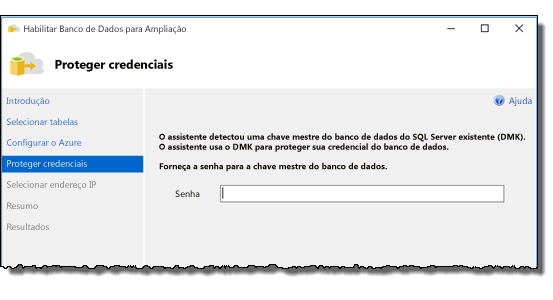 Habilitar Banco de Dados para Ampliação
Proteger credenciais
Introdução
Ajuda
Selecionar tabelas
Configurar o Azure
Proteger credenciais
Selecionar endereço IP
Resumo
Resultados
O assistente detectou uma chave mestre do banco de dados do SQL Server existente (DMK).
O assistente usa o DMK para proteger sua credencial do banco de dados.
Forneça a senha para a chave mestre do banco de dados.
Senha